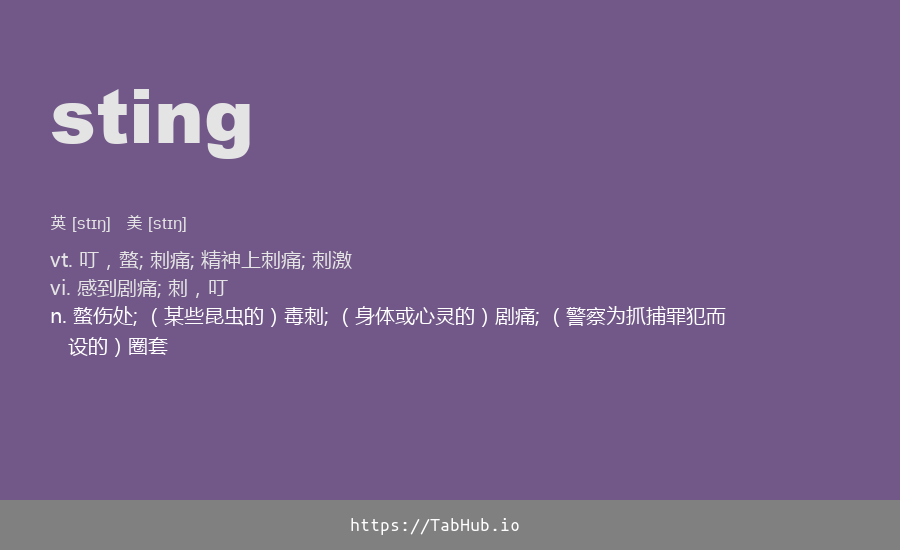 sting
英 [stɪŋ] 美 [stɪŋ]
vt. 叮，螫; 刺痛; 精神上刺痛; 刺激
vi. 感到剧痛; 刺，叮
n. 螫伤处; （某些昆虫的）毒刺; （身体或心灵的）剧痛; （警察为抓捕罪犯而
设的）圈套
https://TabHub.io